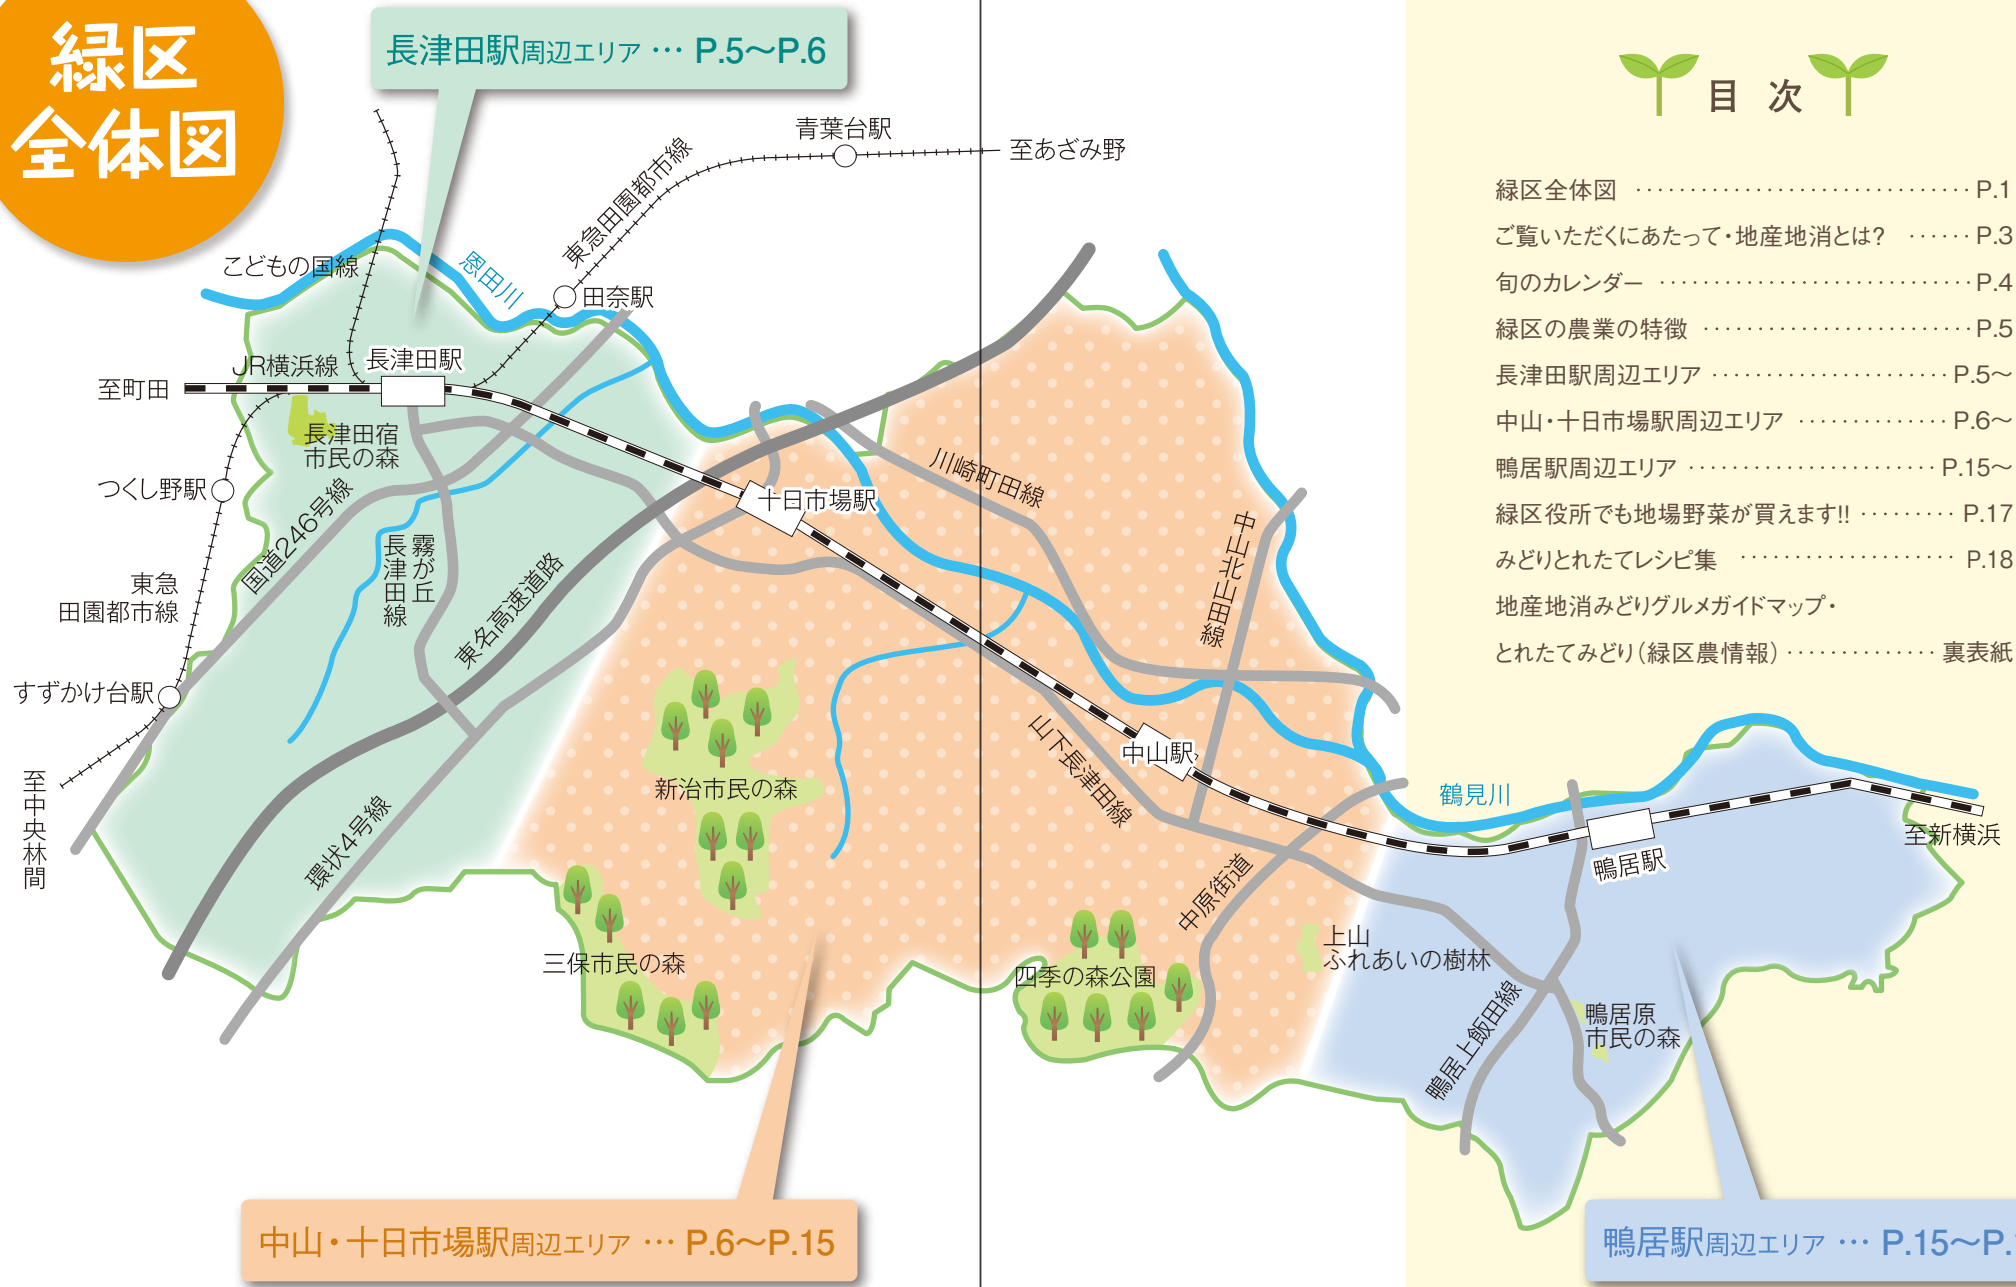 緑区
全体図
長津田駅周辺エリア … P.5〜P.6
青葉台駅
至あざみ野
東急田園都市線
こどもの国線
恩田川
田奈駅
JR横浜線
長津田駅
至町田
長津田宿
市民の森
つくし野駅
国道246号線
霧が丘
長津田線
東急
田園都市線
東名高速道路
すずかけ台駅
至中央林間
環状4号線
十日市場駅
川崎町田線
中山北山田線
新治市民の森
山下長津田線
中山駅
三保市民の森
四季の森公園
中原街道
上山
ふれあいの樹林
鶴見川
鴨居駅
至新横浜
鴨居上飯田線
鴨居原
市民の森
中山・十日市場駅周辺エリア … P.6〜P.15
鴨居駅周辺エリア … P.15〜P.
目 次
緑区全体図 ……………………………… P.1
ご覧いただくにあたって・地産地消とは? …… P.3
旬のカレンダー …………………………… P.4
緑区の農業の特徴 ……………………… P.5
長津田駅周辺エリア …………………… P.5〜
中山・十日市場駅周辺エリア …………… P.6〜
鴨居駅周辺エリア ……………………… P.15〜
緑区役所でも地場野菜が買えます!! ……… P.17
みどりとれたてレシピ集 ………………… P.18
地産地消みどりグルメガイドマップ・
とれたてみどり(緑区農情報) …………… 裏表紙